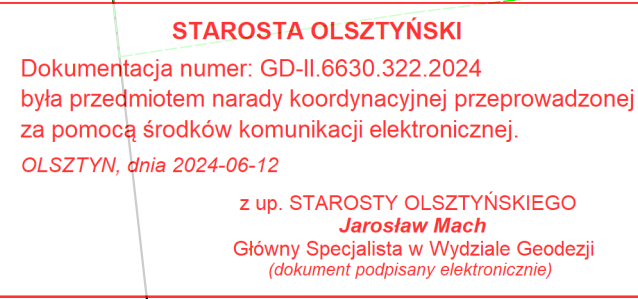 STAROSTA OLSZTYŃSKI
Dokumentacja numer: GD-II.6630.322.2024
była przedmiotem narady koordynacyjnej przeprowadzonej
za pomocą środków komunikacji elektronicznej.
OLSZTYN, dnia 2024-06-12
z up. STAROSTY OLSZTYŃSKIEGO
Jarosław Mach
Główny Specjalista w Wydziale Geodezji
(dokument podpisany elektronicznie)